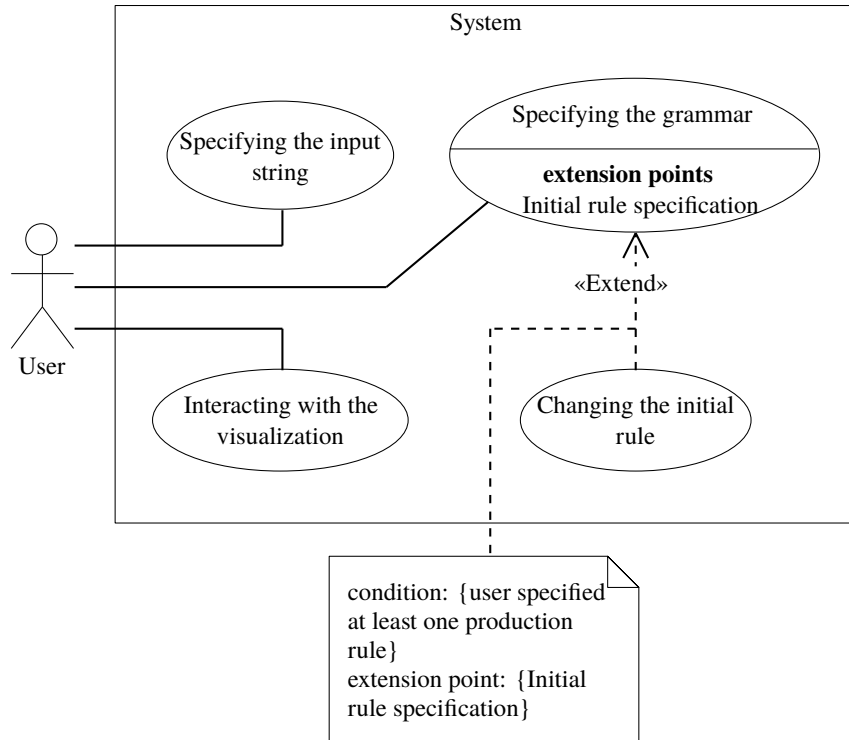 System
Specifying the input
string
Specifying the grammar
extension points
Initial rule specification
«Extend»
User
Interacting with the
visualization
Changing the initial
rule
condition: {user specified
at least one production
rule}
extension point: {Initial
rule specification}